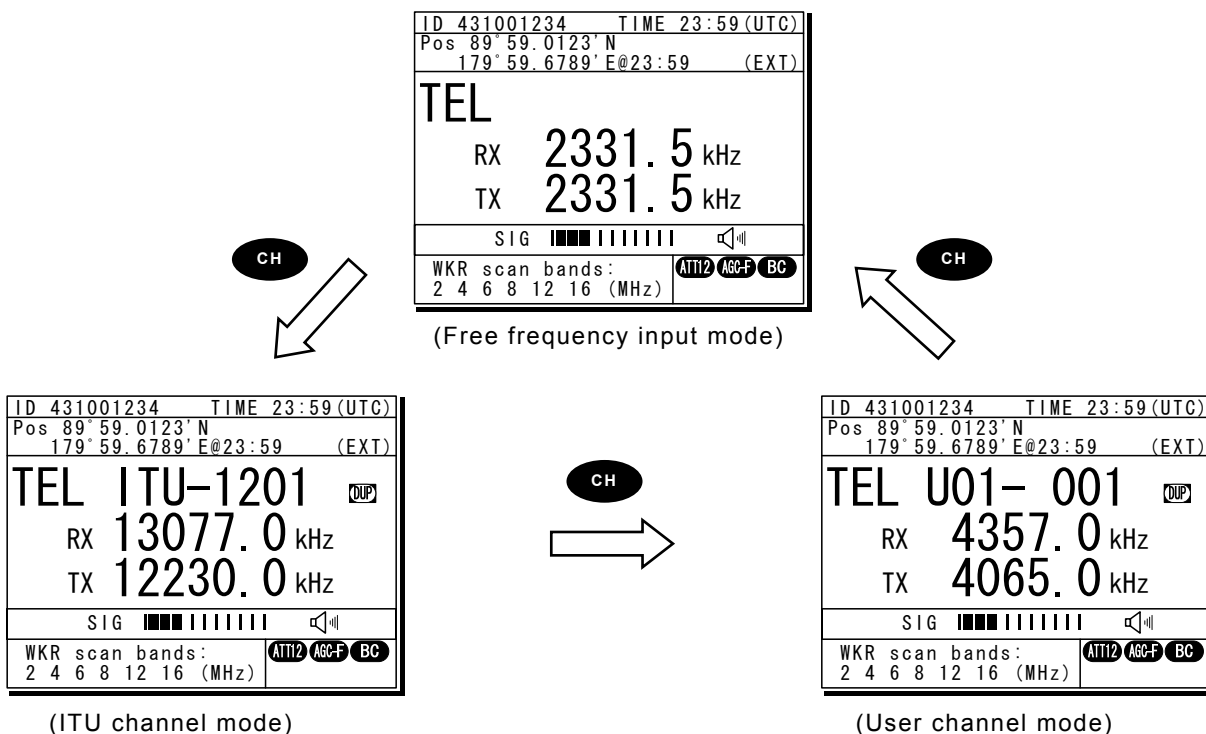 ID 431001234 TIME 23:59(UTC)
Pos 89°59.0123'N
179°59.6789'E@23:59 (EXT)
TEL
RX 2331.5 kHz
TX 2331.5 kHz
SIG
WKR scan bands: ATT12 AGC-F BC
2 4 6 8 12 16 (MHz)
(Free frequency input mode)
CH
CH
ID 431001234 TIME 23:59(UTC)
Pos 89°59.0123'N
179°59.6789'E@23:59 (EXT)
TEL ITU-1201 DUP
RX 13077.0 kHz
TX 12230.0 kHz
SIG
WKR scan bands: ATT12 AGC-F BC
2 4 6 8 12 16 (MHz)
(ITU channel mode)
CH
ID 431001234 TIME 23:59(UTC)
Pos 89°59.0123'N
179°59.6789'E@23:59 (EXT)
TEL U01- 001 DUP
RX 4357.0 kHz
TX 4065.0 kHz
SIG
WKR scan bands: ATT12 AGC-F BC
2 4 6 8 12 16 (MHz)
(User channel mode)